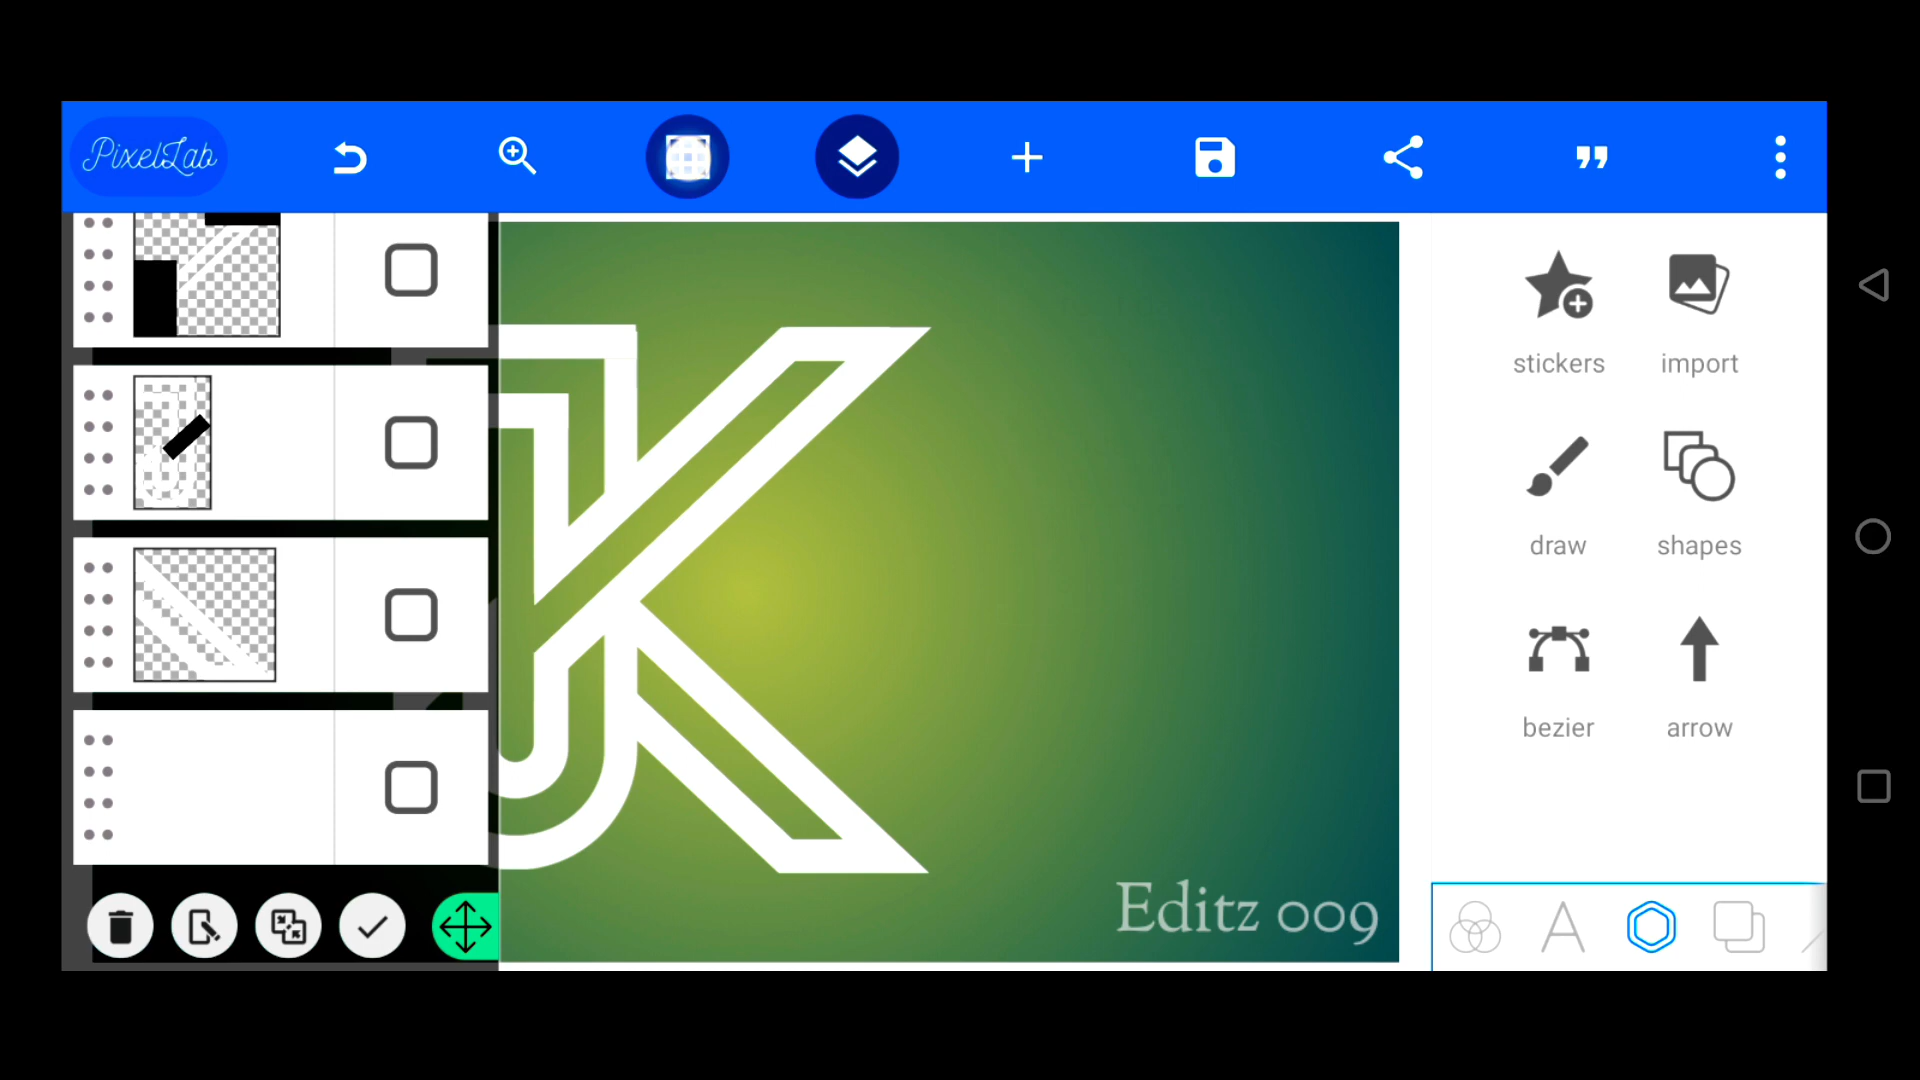 PixelLab
stickers
import
draw
shapes
bezier
arrow
K
Editz 009